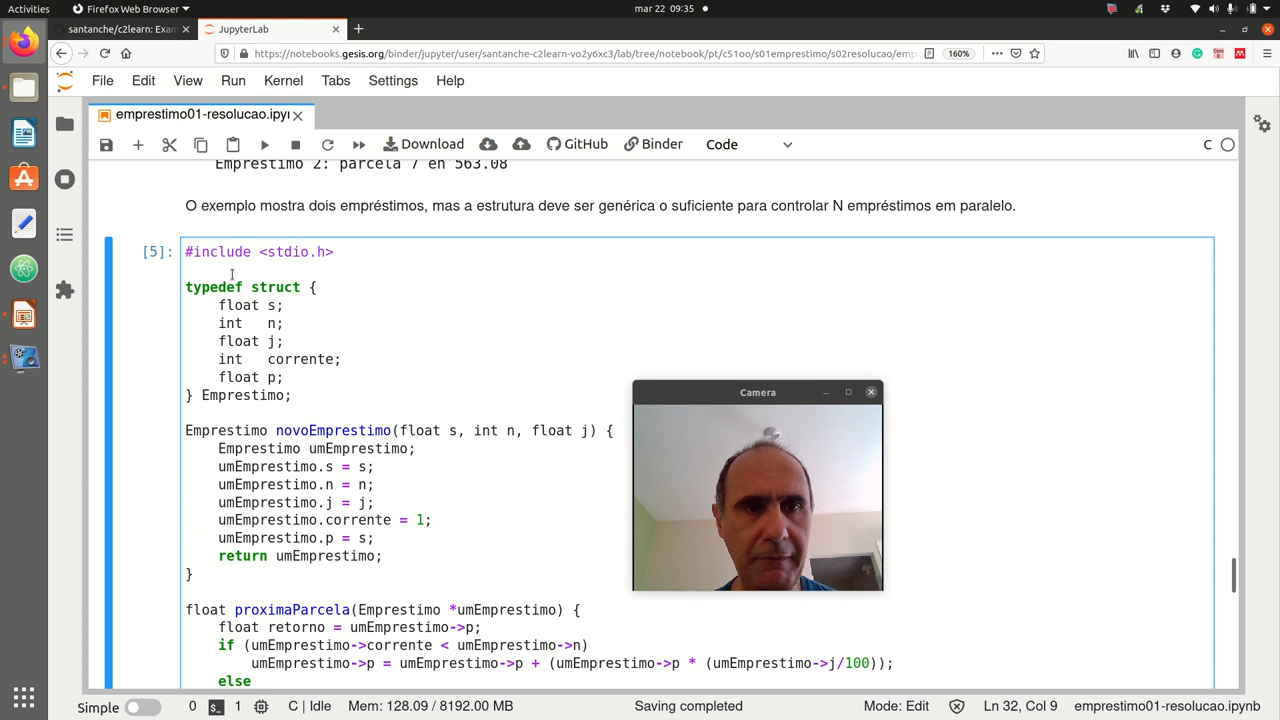 Activities
Firefox Web Browser
mar 22, 09:35
santanche/c2learn: Exam
JupyterLab
https://notebooks.gesis.org/binder/jupyter/user/santanche-c2learn-vo2y6xc3/lab/tree/notebook/pt/c51oo/s01emprestimo/s02resolucao/emp
160%
File Edit View Run Kernel Tabs Settings Help
emprestimo01-resolucao.ipyn
Download GitHub Binder Code C
Emprestimo 2: parcela 7 en 563.08
O exemplo mostra dois empréstimos, mas a estrutura deve ser genérica o suficiente para controlar N empréstimos em paralelo.
[5]: #include <stdio.h>
typedef struct {
float s;
int n;
float j;
int corrente;
float p;
} Emprestimo;
Emprestimo novoEmprestimo(float s, int n, float j) {
Emprestimo umEmprestimo;
umEmprestimo.s = s;
umEmprestimo.n = n;
umEmprestimo.j = j;
umEmprestimo.corrente = 1;
umEmprestimo.p = s;
return umEmprestimo;
}
float proximaParcela(Emprestimo *umEmprestimo) {
float retorno = umEmprestimo->p;
if (umEmprestimo->corrente < umEmprestimo->n)
umEmprestimo->p = umEmprestimo->p + (umEmprestimo->p * (umEmprestimo->j/100));
else
Camera
Simple 0 1 C | Idle Mem: 128.09 / 8192.00 MB Saving completed Mode: Edit Ln 32, Col 9 emprestimo01-resolucao.ipynb